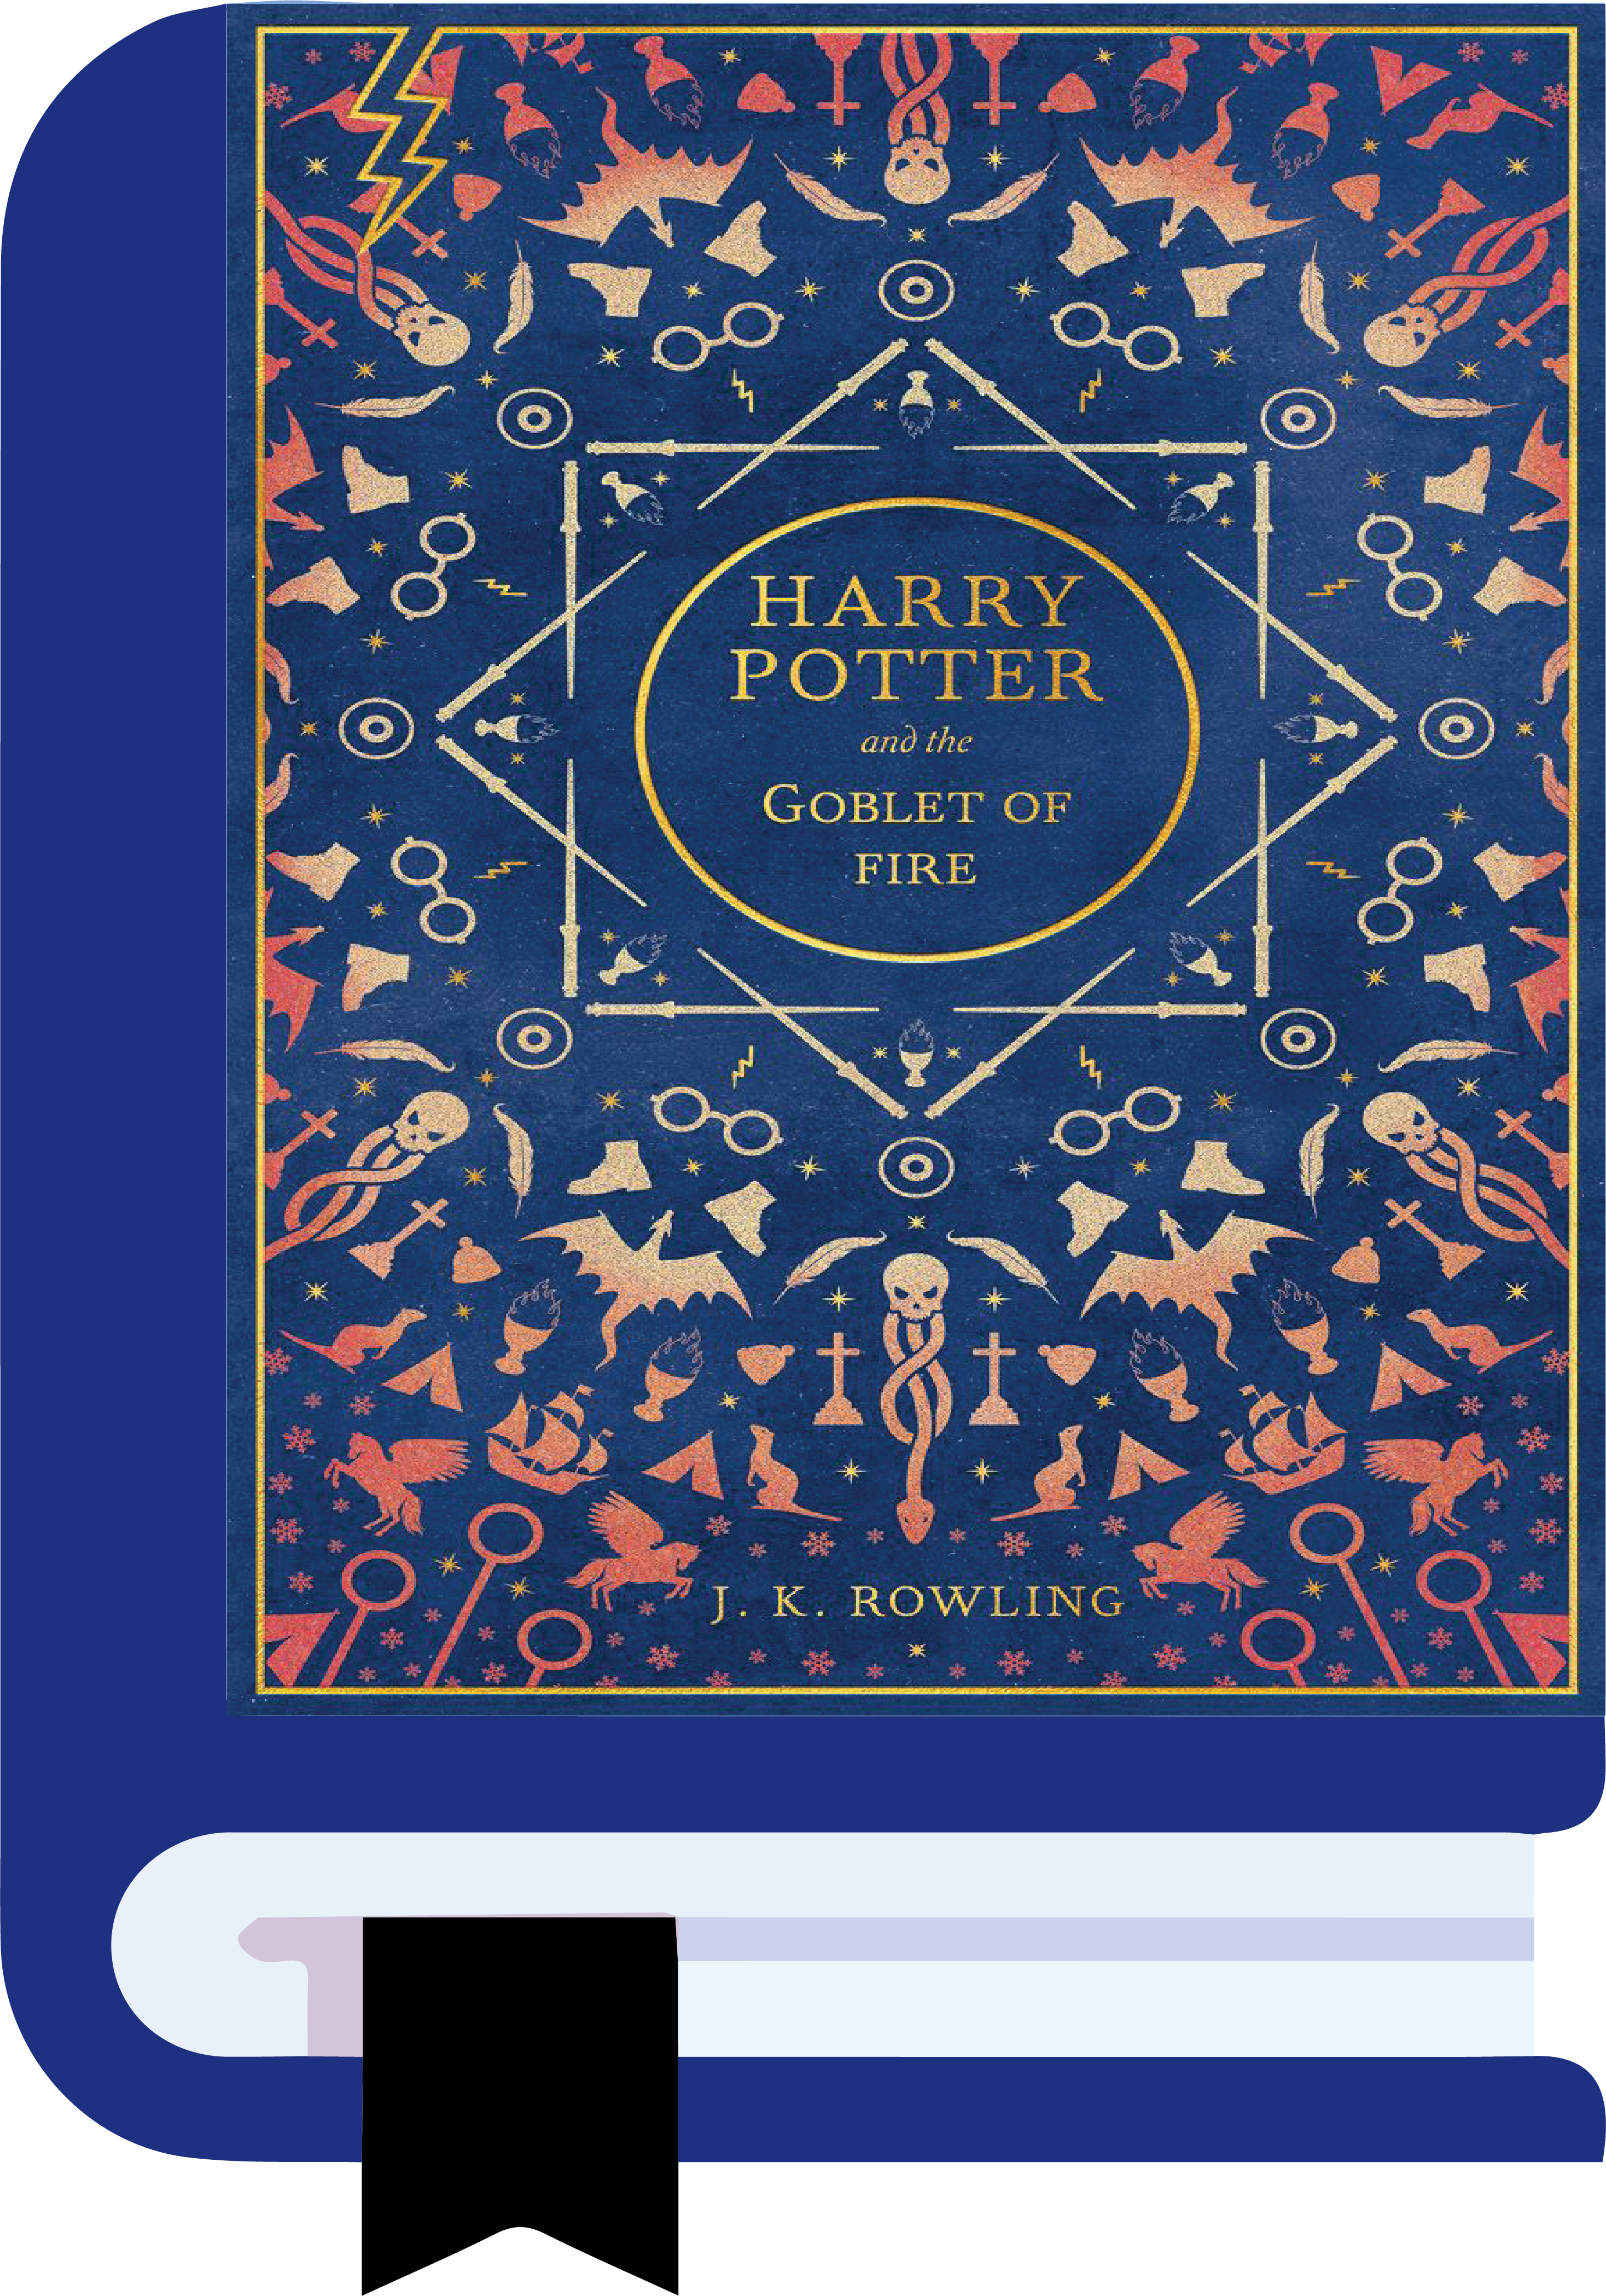 HARRY
POTTER
and the
GOBLET OF
FIRE
J. K. ROWLING